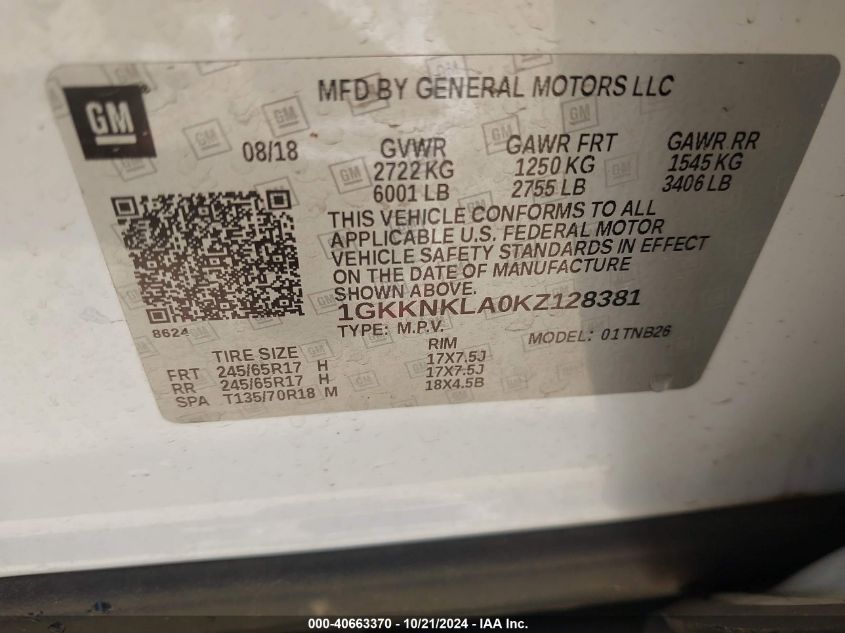 GM
MFD BY GENERAL MOTORS LLC
08/18
GVWR
2722 KG
6001 LB
GAWR FRT
1250 KG
2755 LB
GAWR RR
1545 KG
3406 LB
THIS VEHICLE CONFORMS TO ALL
APPLICABLE U.S. FEDERAL MOTOR
VEHICLE SAFETY STANDARDS IN EFFECT
ON THE DATE OF MANUFACTURE
SHOWN ABOVE.
1GKKNKLA0KZ128381
8624
TYPE: M.P.V.
MODEL: 01TNB26
TIRE SIZE
RIM
FRT 245/65R17 H 17X7.5J
RR 245/65R17 H 17X7.5J
SPA T135/70R18 M 18X4.5B
000-40663370 - 10/21/2024 - IAA Inc.